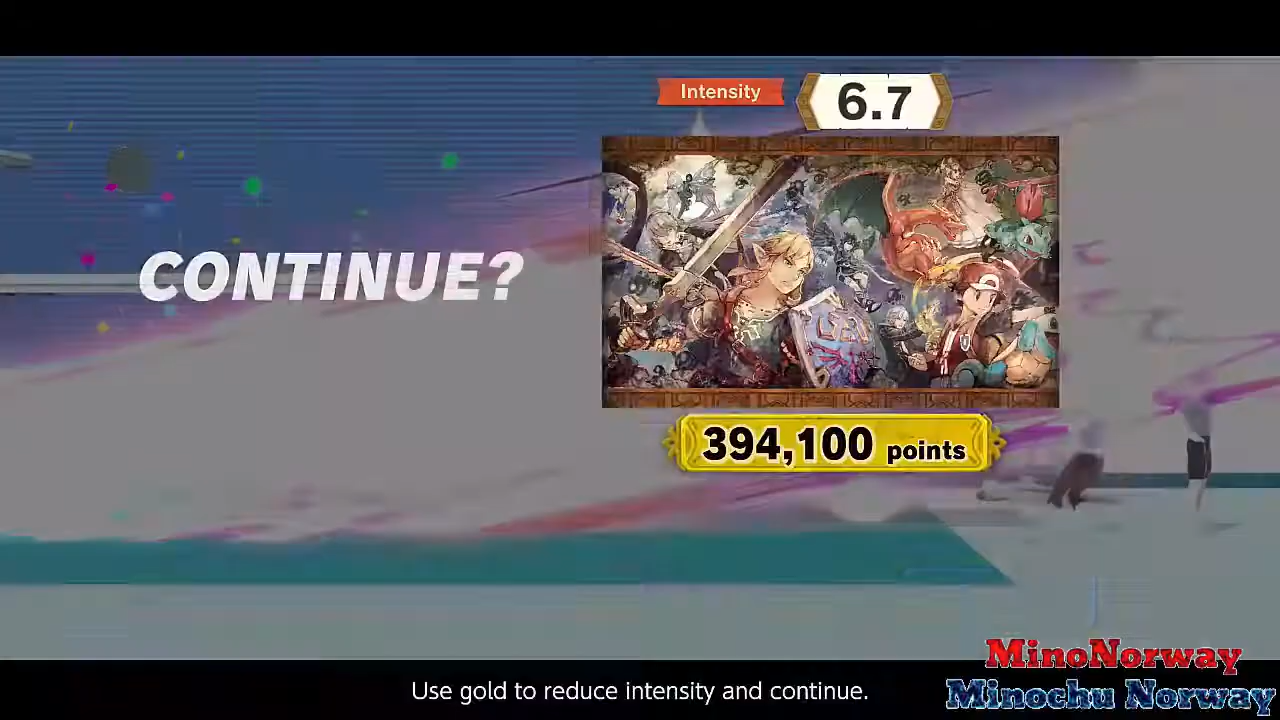 Intensity
6.7
CONTINUE?
394,100 points
MinoNorway
Minochu Norway
Use gold to reduce intensity and continue.